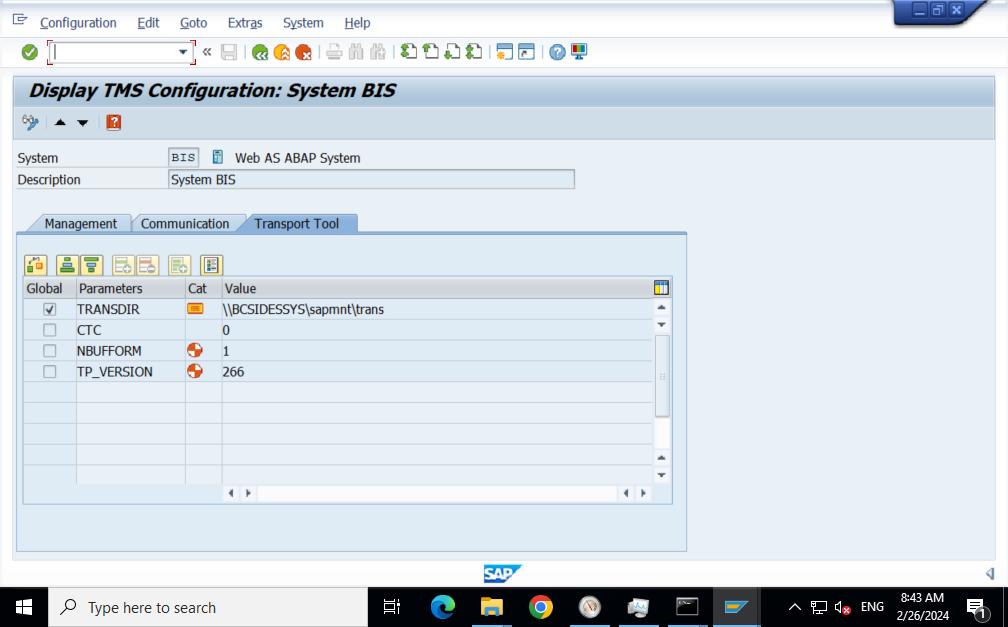 Configuration Edit Goto Extras System Help
«
Display TMS Configuration: System BIS
System BIS Web AS ABAP System
Description System BIS
Management Communication Transport Tool
Global Parameters Cat Value
TRANSDIR \\BCSIDESSYS\sapmnt\trans
CTC 0
NBUFFORM 1
TP_VERSION 266
SAP
Type here to search
ENG
8:43 AM
2/26/2024
1